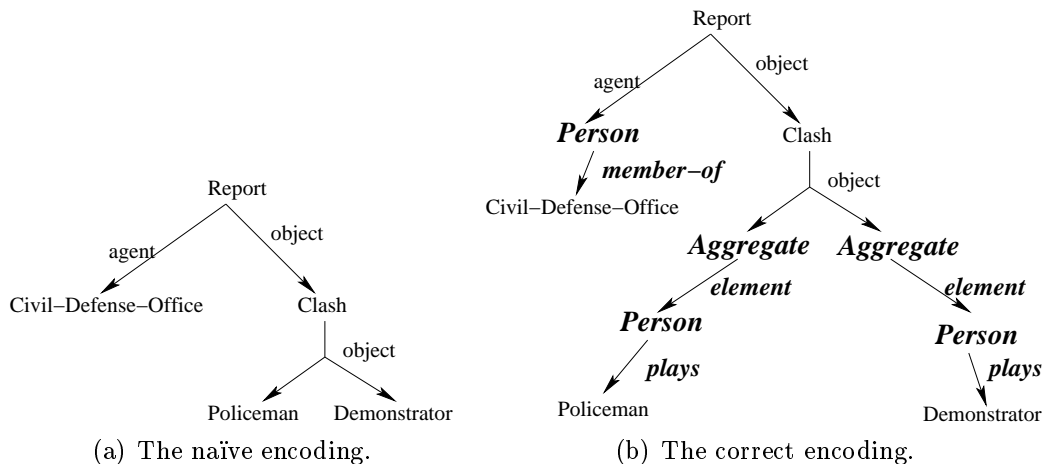 Report
agent
object
Civil–Defense–Office
Clash
object
Policeman
Demonstrator
(a) The naïve encoding.
Report
agent
object
Person
Clash
member–of
Civil–Defense–Office
object
Aggregate
Aggregate
element
element
Person
Person
plays
plays
Policeman
Demonstrator
(b) The correct encoding.